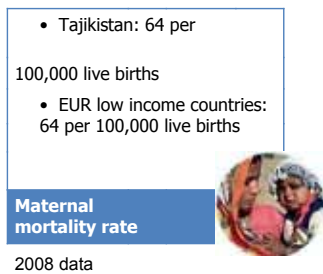 • Tajikistan: 64 per
100,000 live births
• EUR low income countries:
64 per 100,000 live births
Maternal
mortality rate
2008 data